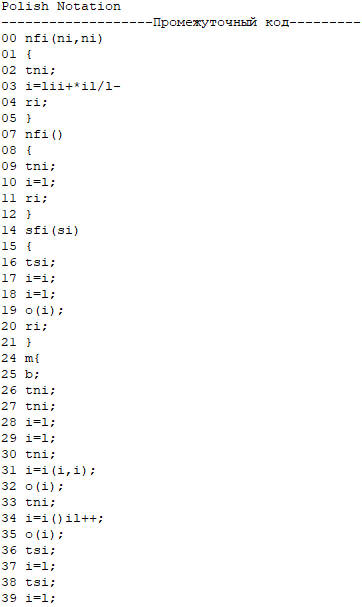 Polish Notation
-------------------Промежуточный код---------
00 nfi(ni,ni)
01 {
02 tni;
03 i=lii+*il/l-
04 ri;
05 }
07 nfi()
08 {
09 tni;
10 i=l;
11 ri;
12 }
14 sfi(si)
15 {
16 tsi;
17 i=i;
18 i=l;
19 o(i);
20 ri;
21 }
24 m{
25 b;
26 tni;
27 tni;
28 i=l;
29 i=l;
30 tni;
31 i=i(i,i);
32 o(i);
33 tni;
34 i=i()il++;
35 o(i);
36 tsi;
37 i=l;
38 tsi;
39 i=l;